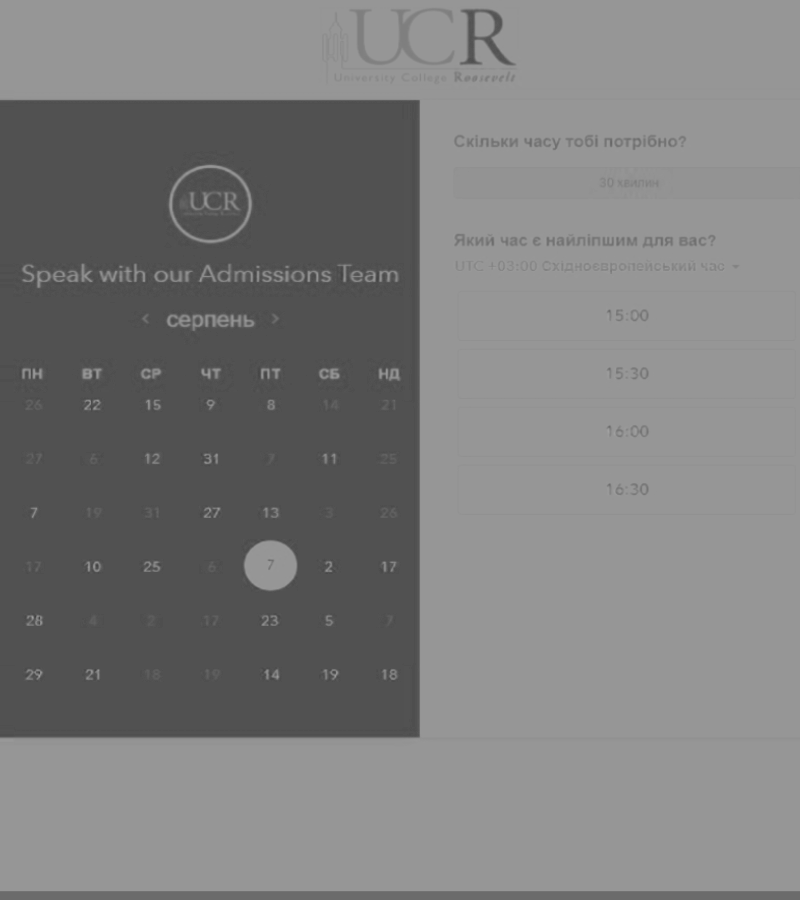 UCR
University College Roosevelt
UCR
Speak with our Admissions Team
< серпень >
ПН ВТ СР ЧТ ПТ СБ НД
26 22 15 9 8 14 21
27 6 12 31 7 11 25
7 19 31 27 13 3 26
17 10 25 6 7 2 17
28 4 2 17 23 5 7
29 21 18 19 14 19 18
Скільки часу тобі потрібно?
30 хвилин
Який час є найліпшим для вас?
UTC +03:00 Східноєвропейський час
15:00
15:30
16:00
16:30